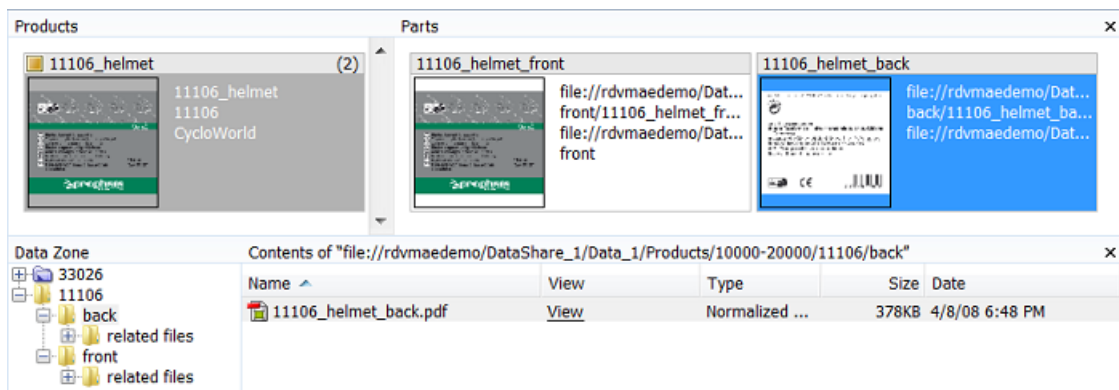 Products
Parts
11106_helmet (2)
11106_helmet
11106
CycloWorld
11106_helmet_front
file://rdvmaedemo/Dat...
front/11106_helmet_fr...
file://rdvmaedemo/Dat...
front
11106_helmet_back
file://rdvmaedemo/Dat...
back/11106_helmet_ba...
file://rdvmaedemo/Dat...
Data Zone
33026
11106
back
related files
front
related files
Contents of "file://rdvmaedemo/DataShare_1/Data_1/Products/10000-20000/11106/back"
Name View Type Size Date
11106_helmet_back.pdf View Normalized ... 378KB 4/8/08 6:48 PM